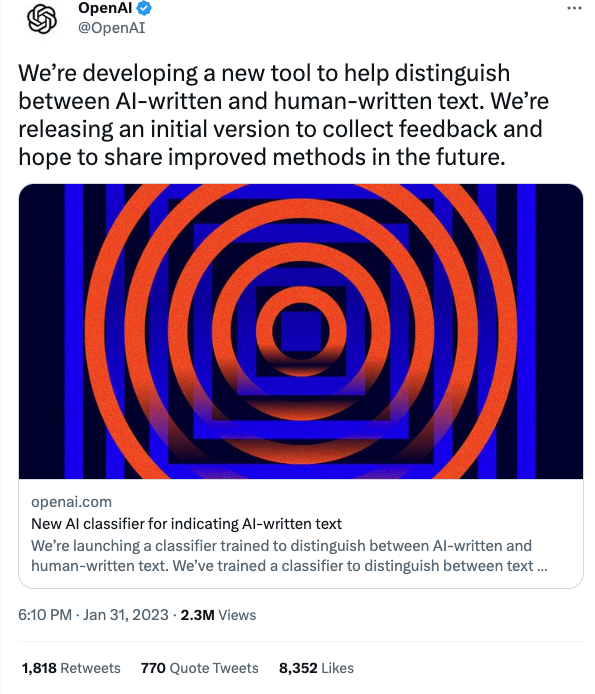 OpenAI
@OpenAI
We're developing a new tool to help distinguish
between AI-written and human-written text. We're
releasing an initial version to collect feedback and
hope to share improved methods in the future.
openai.com
New AI classifier for indicating AI-written text
We're launching a classifier trained to distinguish between AI-written and
human-written text. We've trained a classifier to distinguish between text ...
6:10 PM · Jan 31, 2023 · 2.3M Views
1,818 Retweets 770 Quote Tweets 8,352 Likes